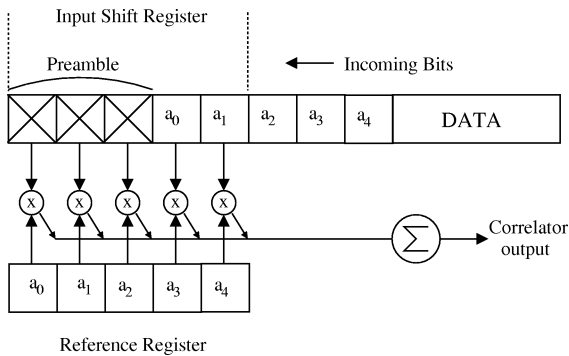 Input Shift Register
Preamble
Incoming Bits
a0 a1 a2 a3 a4 DATA
x x x x x
Σ
Correlator
output
a0 a1 a2 a3 a4
Reference Register